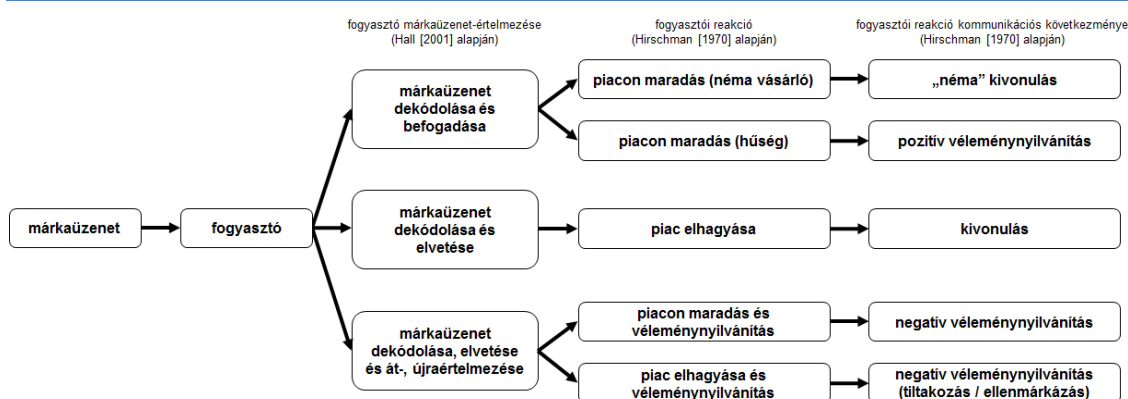 fogyasztó márkaüzenet-értelmezése
(Hall [2001] alapján)
fogyasztói reakció
(Hirschman [1970] alapján)
fogyasztói reakció kommunikációs következménye
(Hirschman [1970] alapján)
márkaüzenet
fogyasztó
márkaüzenet
dekódolása és
befogadása
piacon maradás (néma vásárló)
„néma” kivonulás
piacon maradás (hűség)
pozitív véleménynyilvánítás
márkaüzenet
dekódolása és
elvetése
piac elhagyása
kivonulás
márkaüzenet
dekódolása, elvetése
és át-, újraértelmezése
piacon maradás és
véleménynyilvánítás
negatív véleménynyilvánítás
piac elhagyása és
véleménynyilvánítás
negatív véleménynyilvánítás
(tiltakozás / ellenmárkázás)